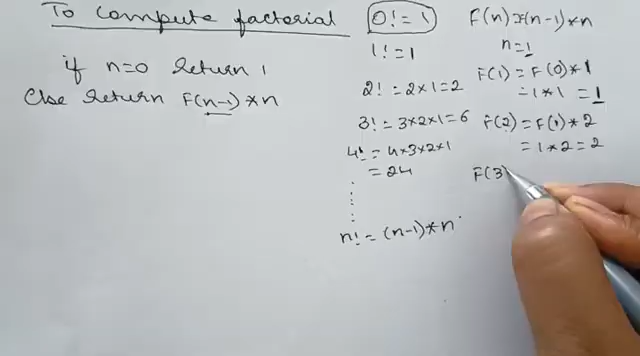 To compute factorial
if n=0 return 1
Else return F(n-1)*n
0! = 1
1! = 1
2! = 2×1=2
3! = 3×2×1=6
4! = 4×3×2×1
= 24
n! = (n-1)*n
F(n)=(n-1)*n
n=1
F(1) = F(0)*1
= 1*1 = 1
F(2) = F(1)*2
= 1*2 = 2
F(3)